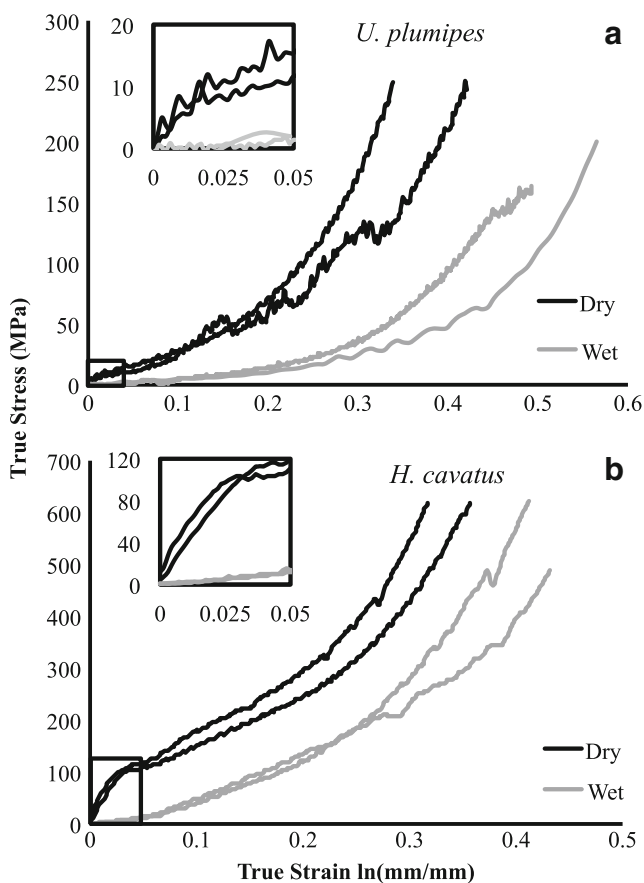 U. plumipes
a
300
250
200
150
100
50
0
20
10
0
0 0.025 0.05
Dry
Wet
0 0.1 0.2 0.3 0.4 0.5 0.6
True Stress (MPa)
H. cavatus
b
700
600
500
400
300
200
100
0
120
80
40
0
0 0.025 0.05
Dry
Wet
0 0.1 0.2 0.3 0.4 0.5
True Strain ln(mm/mm)